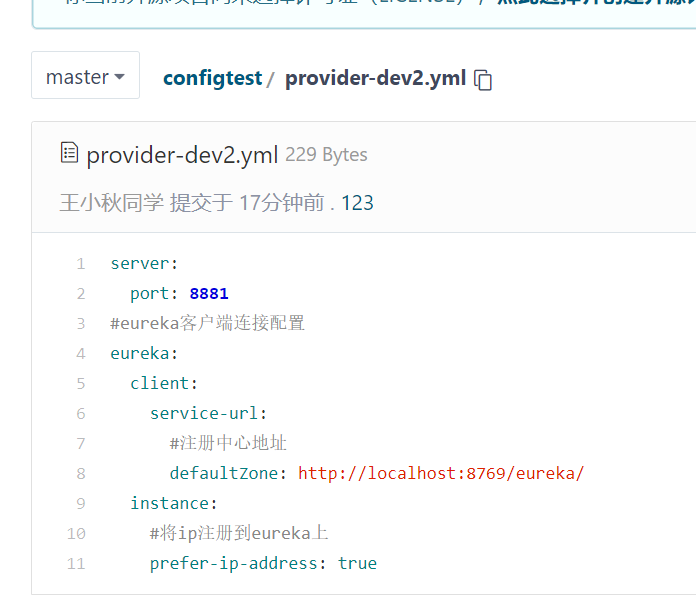 master
configtest / provider-dev2.yml
provider-dev2.yml 229 Bytes
王小秋同学 提交于 17分钟前 . 123
1 server:
2 port: 8881
3 #eureka客户端连接配置
4 eureka:
5 client:
6 service-url:
7 #注册中心地址
8 defaultZone: http://localhost:8769/eureka/
9 instance:
10 #将ip注册到eureka上
11 prefer-ip-address: true